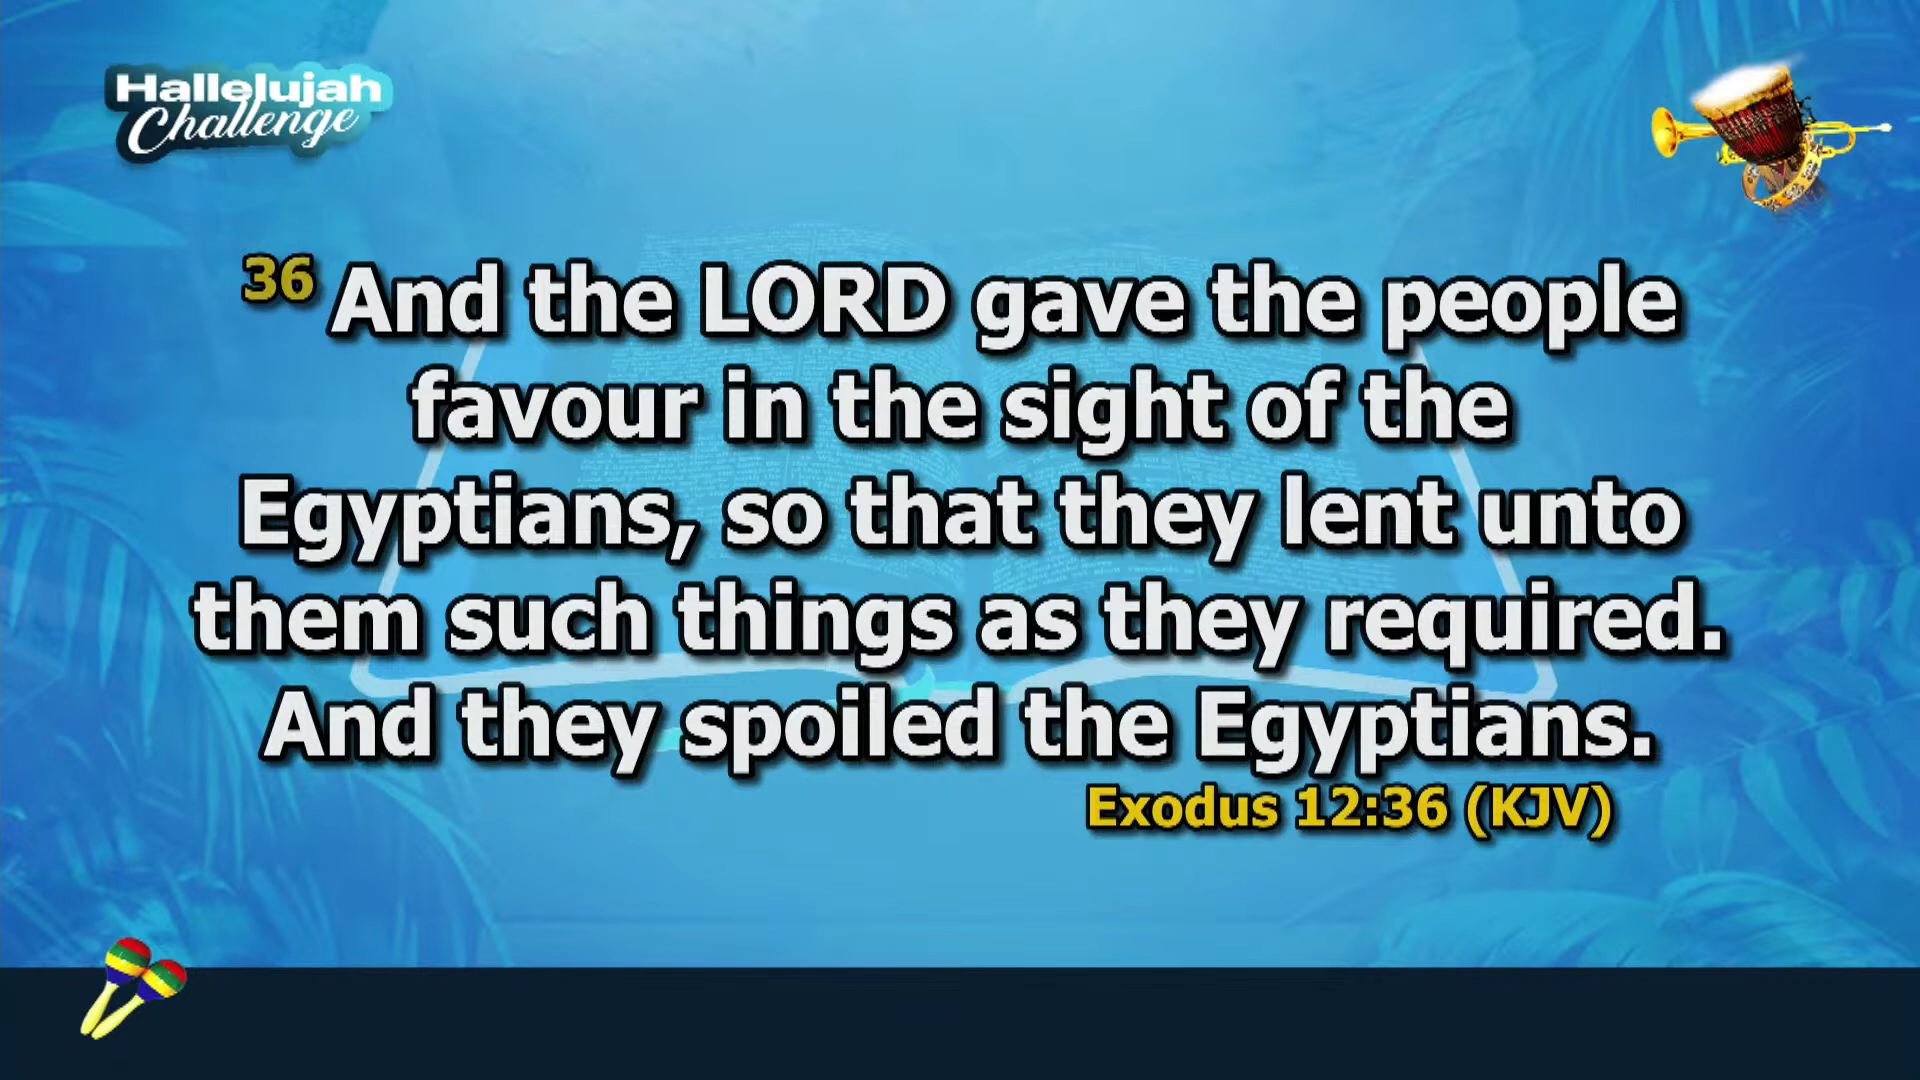 Hallelujah
Challenge
36 And the LORD gave the people
favour in the sight of the
Egyptians, so that they lent unto
them such things as they required.
And they spoiled the Egyptians.
Exodus 12:36 (KJV)